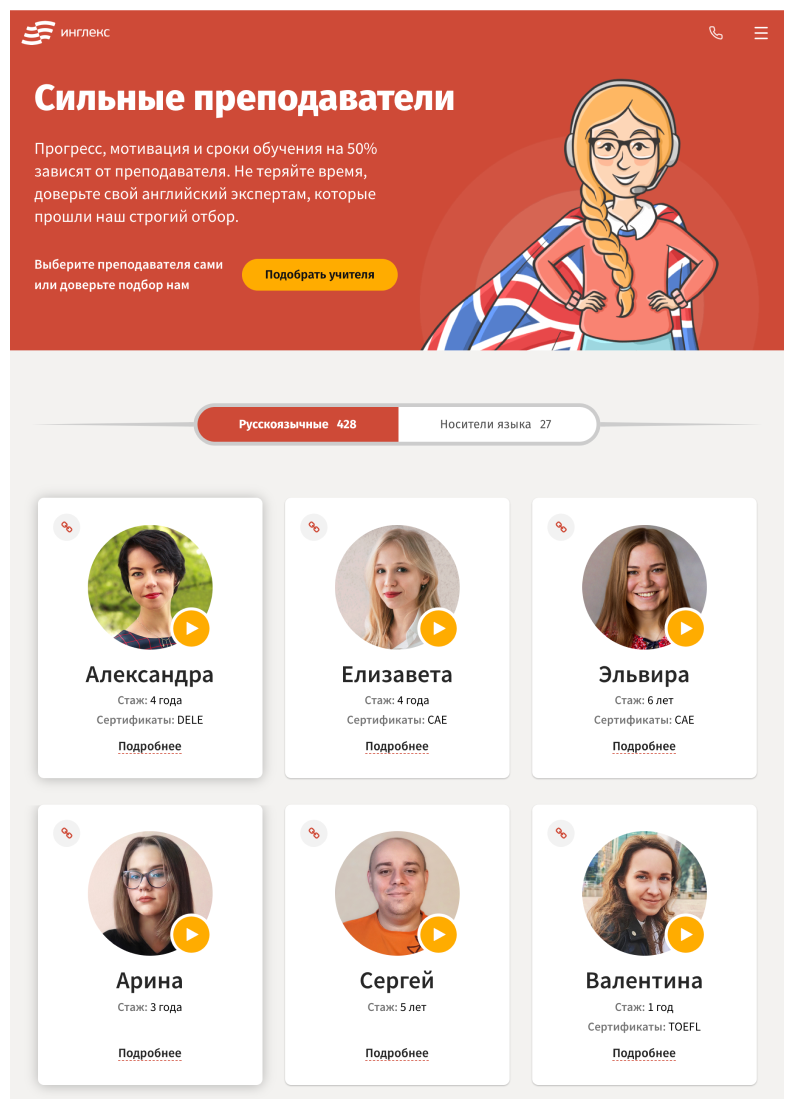 инглекс
Сильные преподаватели
Прогресс, мотивация и сроки обучения на 50%
зависят от преподавателя. Не теряйте время,
доверьте свой английский экспертам, которые
прошли наш строгий отбор.
Выберите преподавателя сами
или доверьте подбор нам
Подобрать учителя
Русскоязычные 428
Носители языка 27
Александра
Стаж: 4 года
Сертификаты: DELE
Подробнее
Елизавета
Стаж: 4 года
Сертификаты: CAE
Подробнее
Эльвира
Стаж: 6 лет
Сертификаты: CAE
Подробнее
Арина
Стаж: 3 года
Подробнее
Сергей
Стаж: 5 лет
Подробнее
Валентина
Стаж: 1 год
Сертификаты: TOEFL
Подробнее